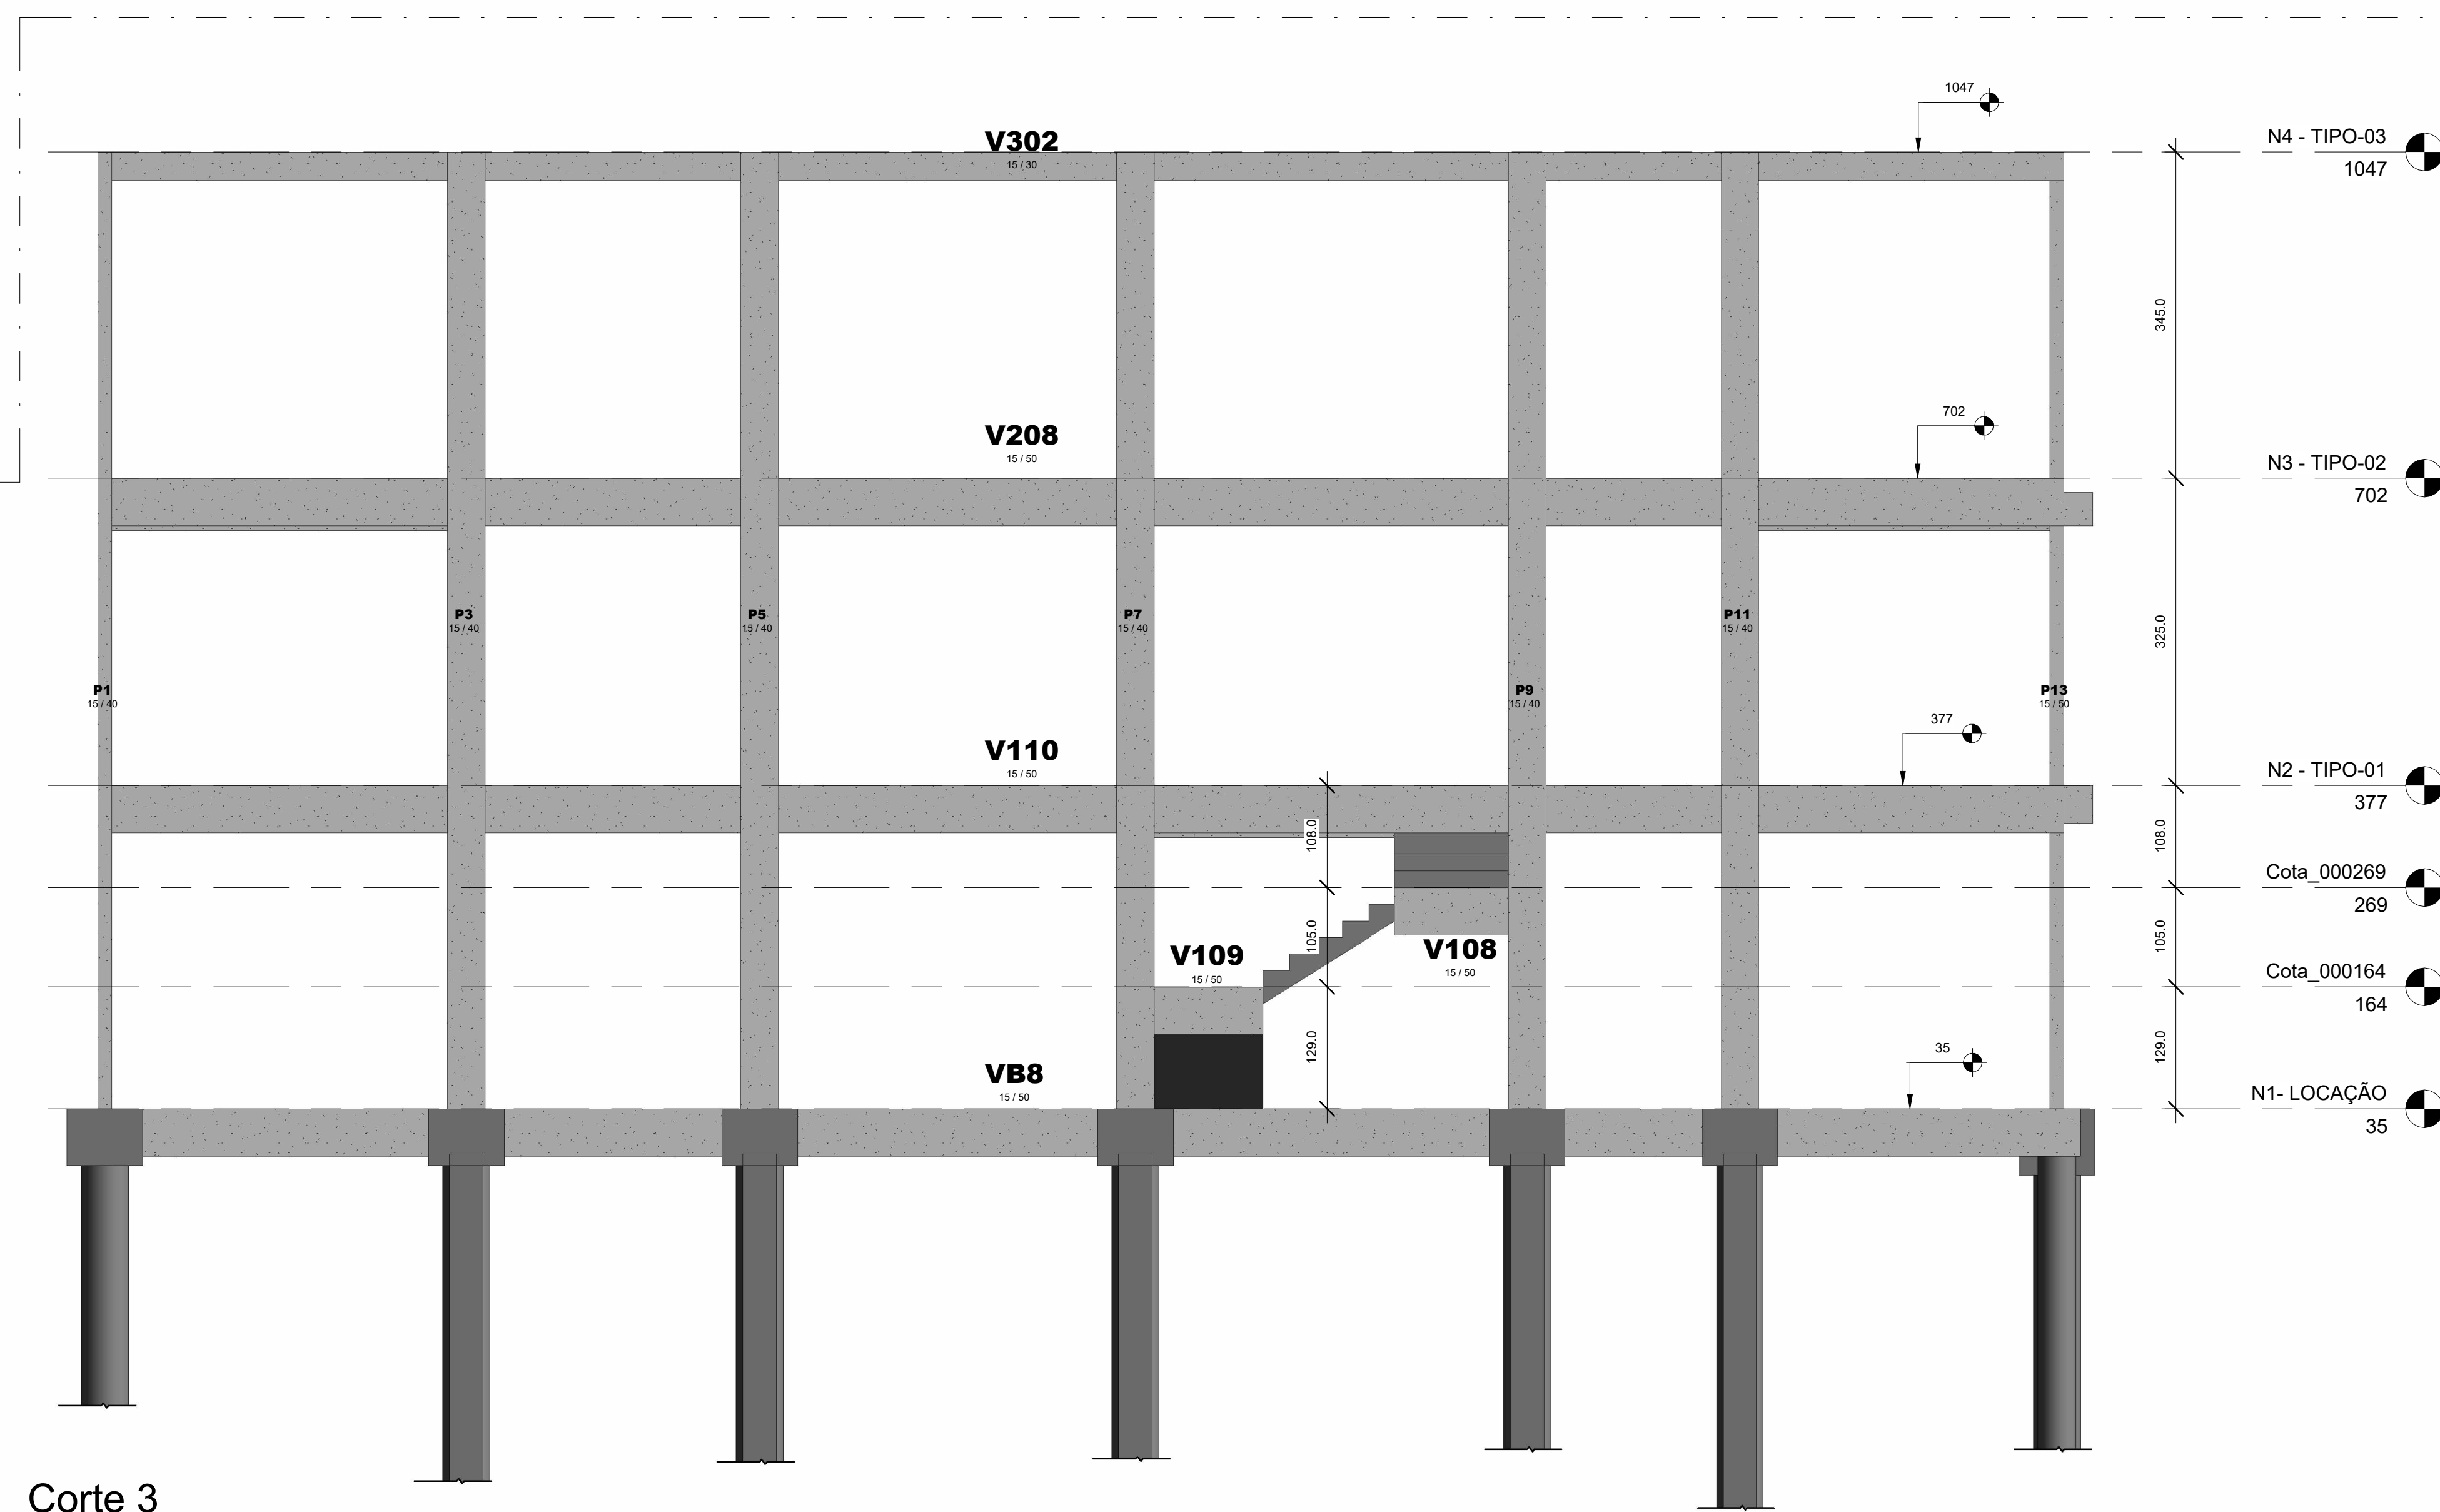 1047
N4 - TIPO-03
1047
V302
15 / 30
345.0
702
N3 - TIPO-02
702
V208
15 / 50
P3
15 / 40
P5
15 / 40
P7
15 / 40
P11
15 / 40
325.0
P1
15 / 40
P9
15 / 40
P13
15 / 50
377
N2 - TIPO-01
377
V110
15 / 50
108.0
108.0
Cota_000269
269
105.0
105.0
V109
15 / 50
V108
15 / 50
Cota_000164
164
129.0
129.0
35
VB8
15 / 50
N1- LOCAÇÃO
35
Corte 3